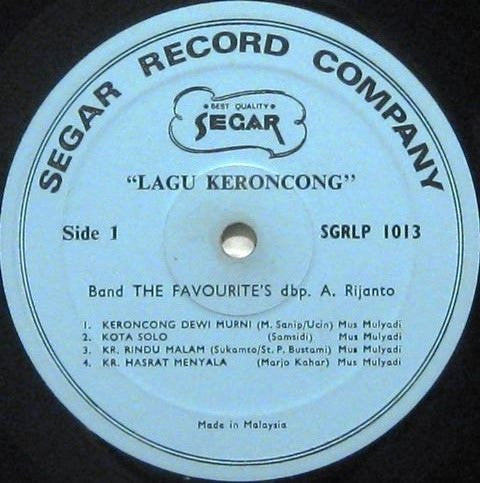 SEGAR RECORD COMPANY
BEST QUALITY
SEGAR
"LAGU KERONCONG"
Side 1 SGRLP 1013
Band THE FAVOURITE'S dbp. A. Rijanto
1. KERONCONG DEWI MURNI (M. Sanip/Ucin) Mus Mulyadi
2. KOTA SOLO (Samsidi) Mus Mulyadi
3. KR. RINDU MALAM (Sukamto/St. P. Bustami) Mus Mulyadi
4. KR. HASRAT MENYALA (Marjo Kahar) Mus Mulyadi
Made in Malaysia